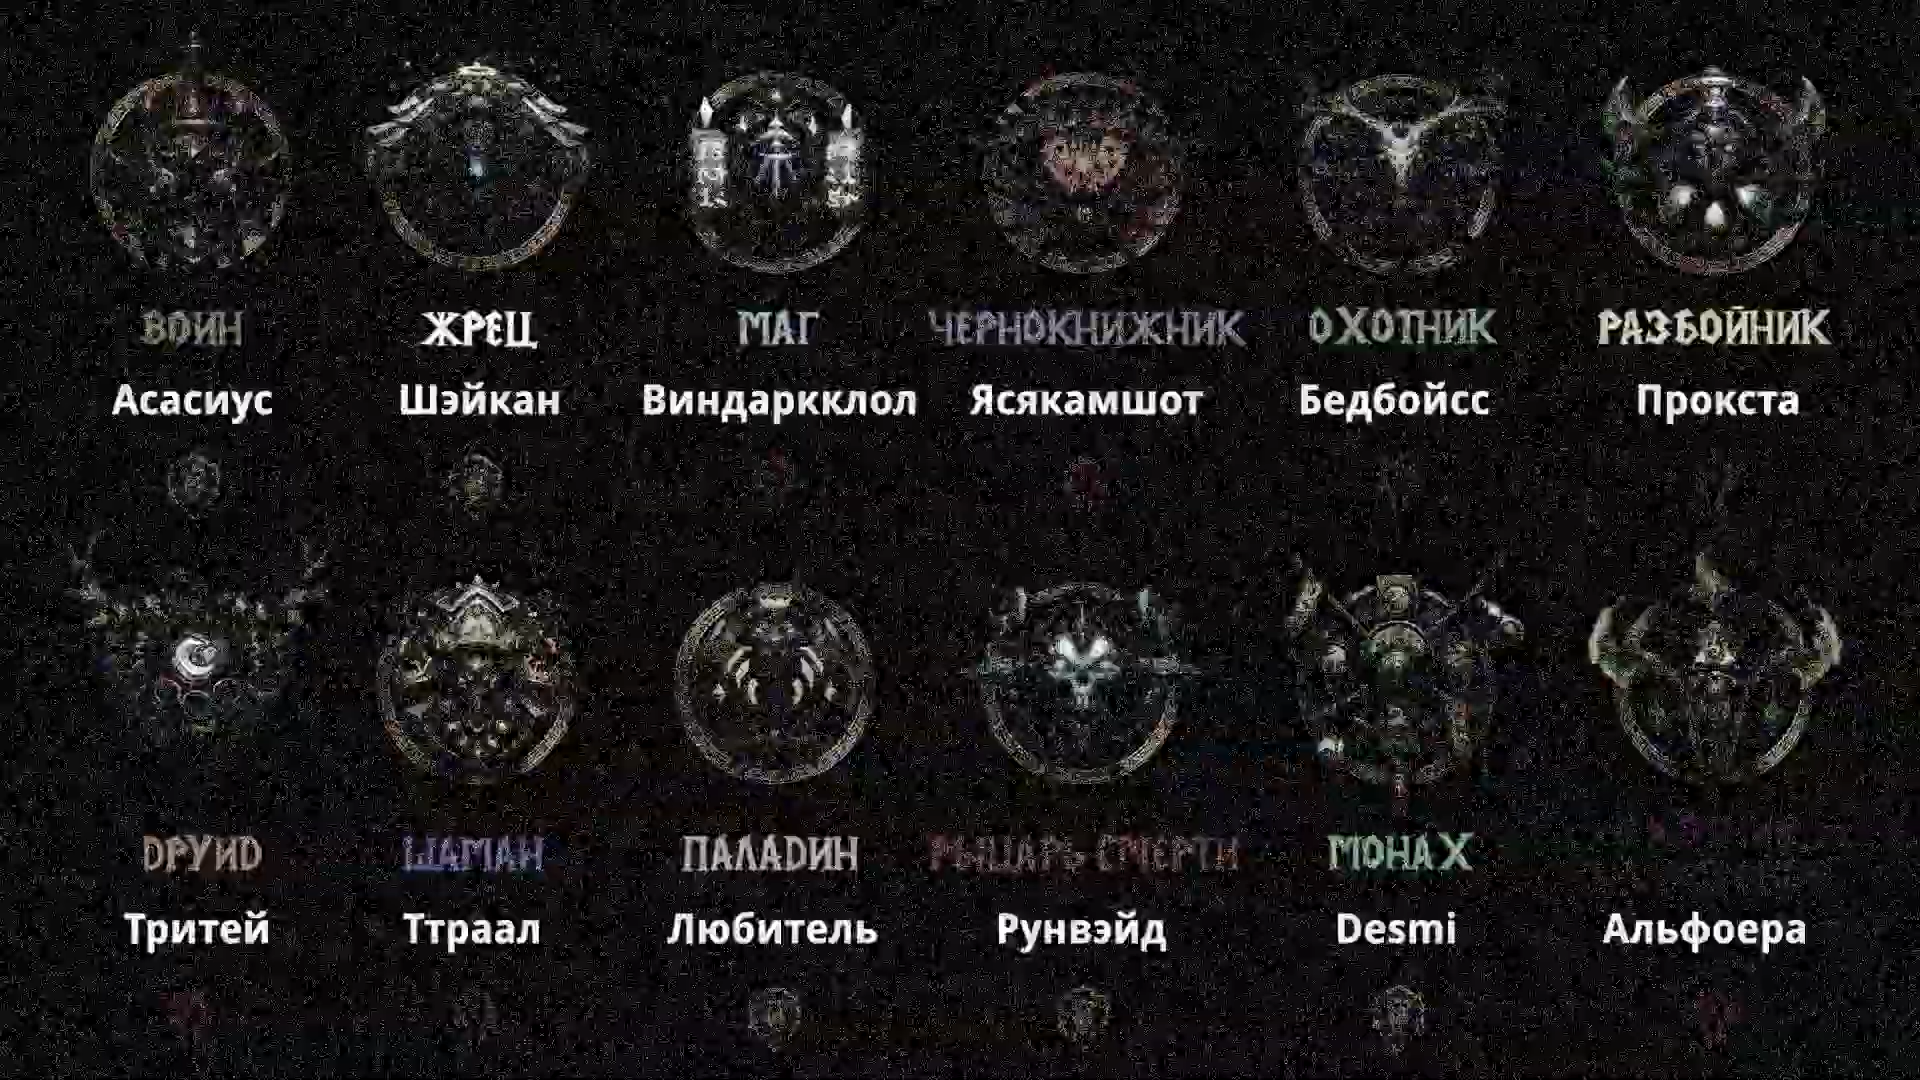 ВОИН ЖРЕЦ МАГ ЧЕРНОКНИЖНИК ОХОТНИК РАЗБОЙНИК
Асасиус Шэйкан Виндаркклол Ясякамшот Бедбойсс Прокста
ДРУИД ШАМАН ПАЛАДИН РЫЦАРЬ СМЕРТИ МОНАХ
Тритей Ттраал Любитель Рунвэйд Desmi Альфоера